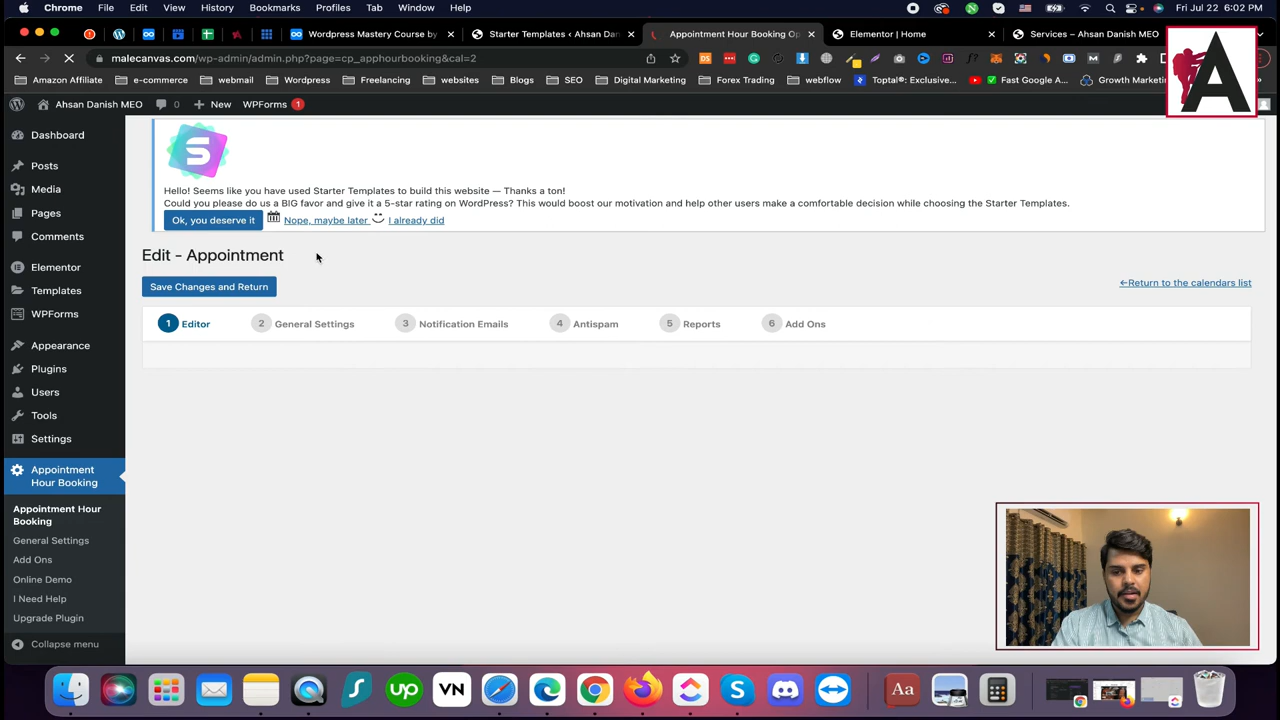 Chrome File Edit View History Bookmarks Profiles Tab Window Help Fri Jul 22 6:02 PM
WordPress Mastery Course by Starter Templates ‹ Ahsan Dan Appointment Hour Booking Op Elementor | Home Services – Ahsan Danish MEO
malecanvas.com/wp-admin/admin.php?page=cp_apphourbooking&cal=2
Amazon Affiliate e-commerce webmail Wordpress Freelancing websites Blogs SEO Digital Marketing Forex Trading webflow Toptal®: Exclusive... Fast Google A... Growth Marketing
Ahsan Danish MEO 0 New WPForms 1
A
Dashboard
Posts
Media
Pages
Comments
Elementor
Templates
WPForms
Appearance
Plugins
Users
Tools
Settings
Appointment
Hour Booking
Appointment Hour
Booking
General Settings
Add Ons
Online Demo
I Need Help
Upgrade Plugin
Collapse menu
S
Hello! Seems like you have used Starter Templates to build this website — Thanks a ton!
Could you please do us a BIG favor and give it a 5-star rating on WordPress? This would boost our motivation and help other users make a comfortable decision while choosing the Starter Templates.
Ok, you deserve it Nope, maybe later I already did
Edit - Appointment
Save Changes and Return ←Return to the calendars list
1 Editor 2 General Settings 3 Notification Emails 4 Antispam 5 Reports 6 Add Ons
up VN Aa